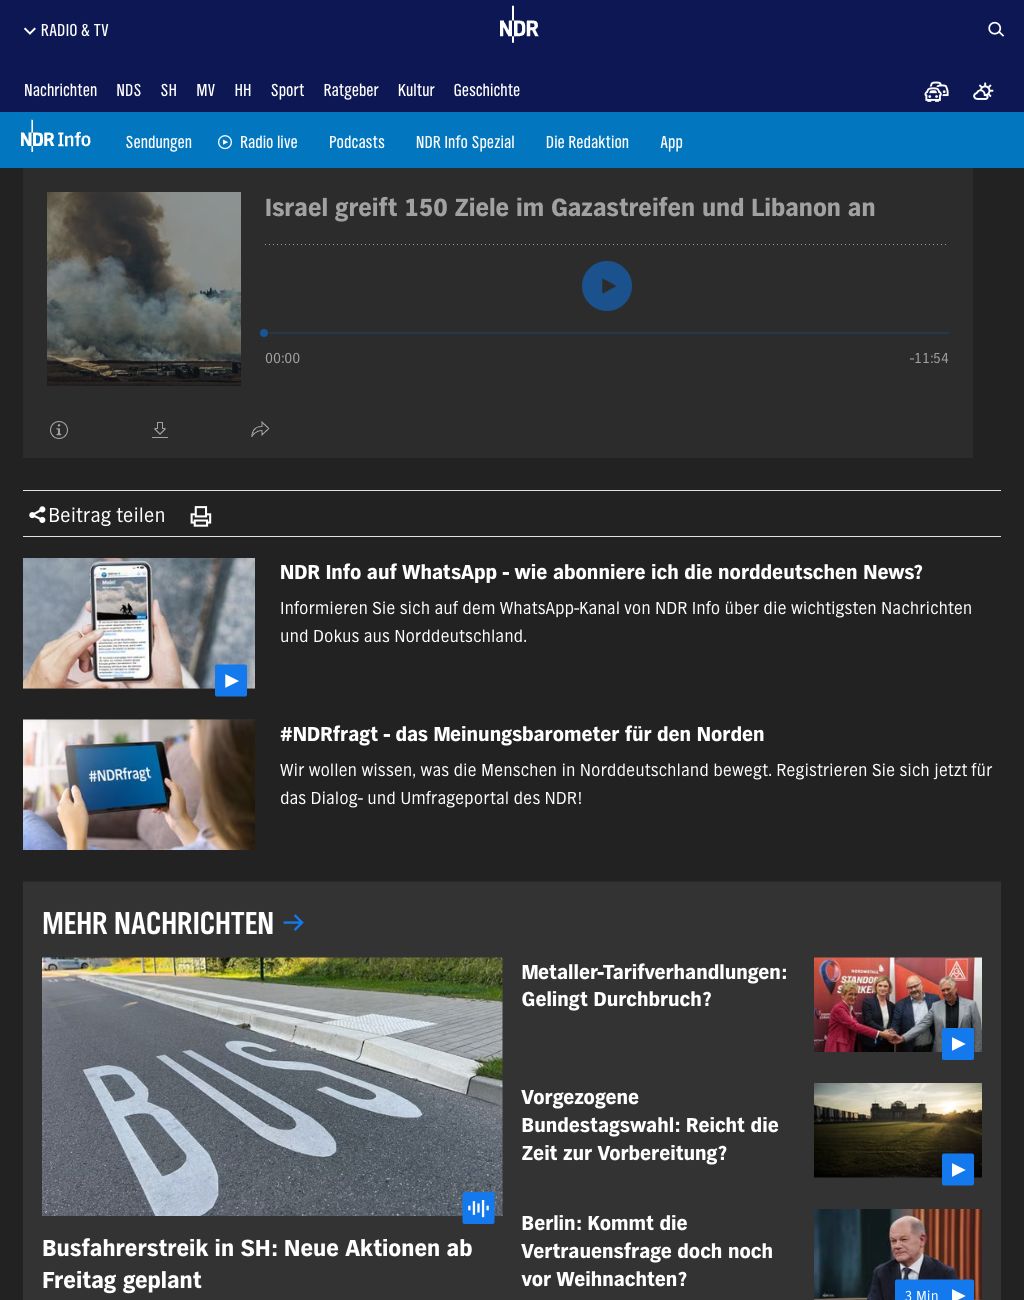 RADIO & TV
NDR
Nachrichten NDS SH MV HH Sport Ratgeber Kultur Geschichte
NDR Info Sendungen Radio live Podcasts NDR Info Spezial Die Redaktion App
Israel greift 150 Ziele im Gazastreifen und Libanon an
00:00 -11:54
Beitrag teilen
NDR Info auf WhatsApp - wie abonniere ich die norddeutschen News?
Informieren Sie sich auf dem WhatsApp-Kanal von NDR Info über die wichtigsten Nachrichten
und Dokus aus Norddeutschland.
#NDRfragt
#NDRfragt - das Meinungsbarometer für den Norden
Wir wollen wissen, was die Menschen in Norddeutschland bewegt. Registrieren Sie sich jetzt für
das Dialog- und Umfrageportal des NDR!
MEHR NACHRICHTEN
BUS
Busfahrerstreik in SH: Neue Aktionen ab
Freitag geplant
Metaller-Tarifverhandlungen:
Gelingt Durchbruch?
NORDMETALL
Vorgezogene
Bundestagswahl: Reicht die
Zeit zur Vorbereitung?
Berlin: Kommt die
Vertrauensfrage doch noch
vor Weihnachten?
3 Min